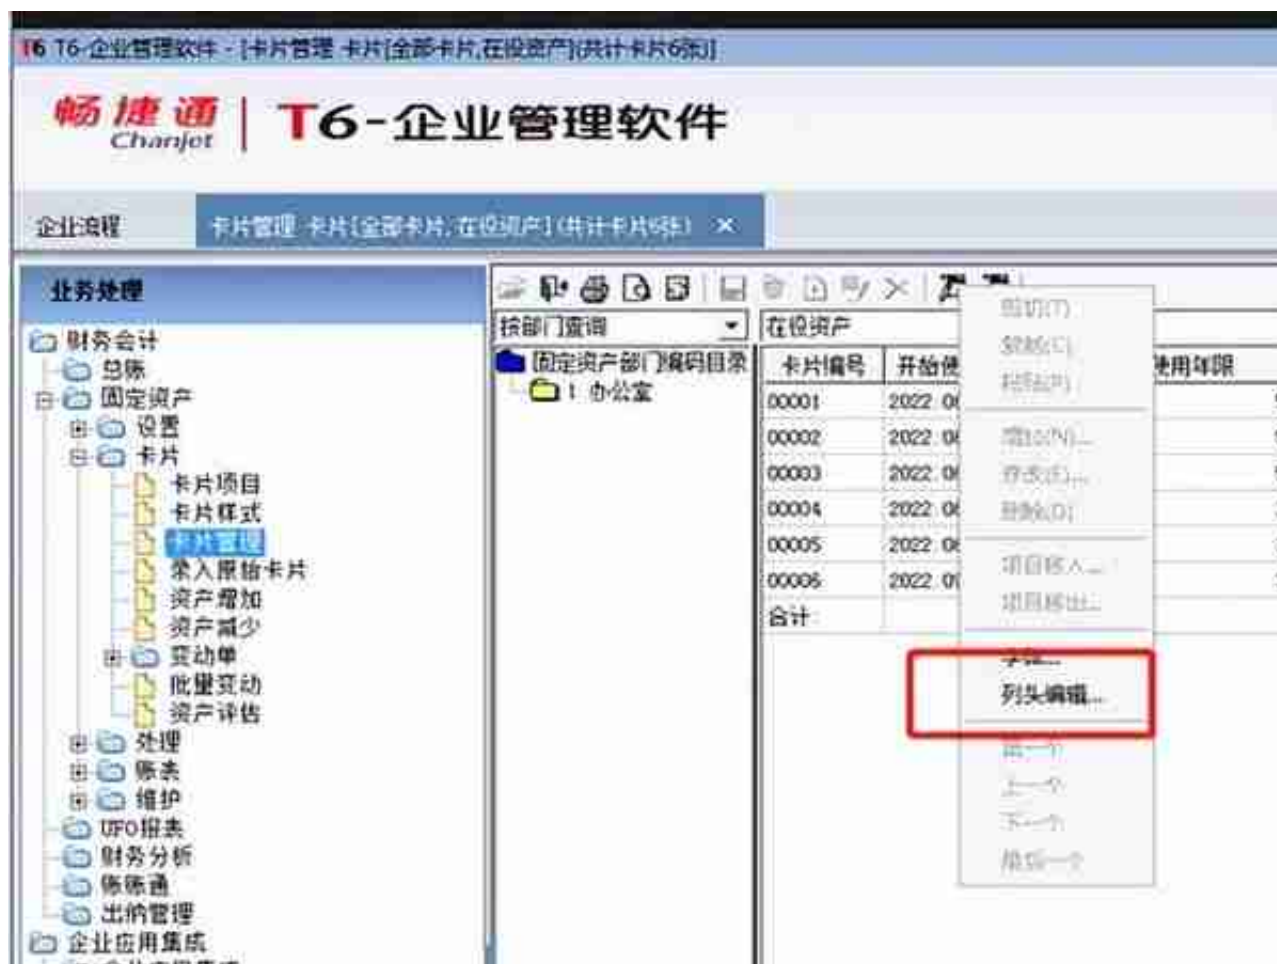 T6 T6-企业管理软件 - [卡片管理 卡片[全部卡片,在役资产](共计卡片6张)]
畅捷通
Chanjet
T6-企业管理软件
企业流程
卡片管理 卡片[全部卡片,在役资产](共计卡片6张) ×
业务处理
财务会计
总账
固定资产
设置
卡片
卡片项目
卡片样式
卡片管理
录入原始卡片
资产增加
资产减少
变动单
批量变动
资产评估
处理
账表
维护
UFO报表
财务分析
账账通
出纳管理
企业应用集成
按部门查询
固定资产部门编码目录
1 办公室
在役资产
卡片编号 开始使 使用年限
00001 2022.0
00002 2022.0
00003 2022.0
00004 2022.0
00005 2022.0
00006 2022.0
合计
剪切(T)
复制(C)
粘贴(P)
增加(N)...
修改(E)...
删除(D)
项目移入...
项目移出...
字体...
列头编辑...
第一个
上一个
下一个
最后一个